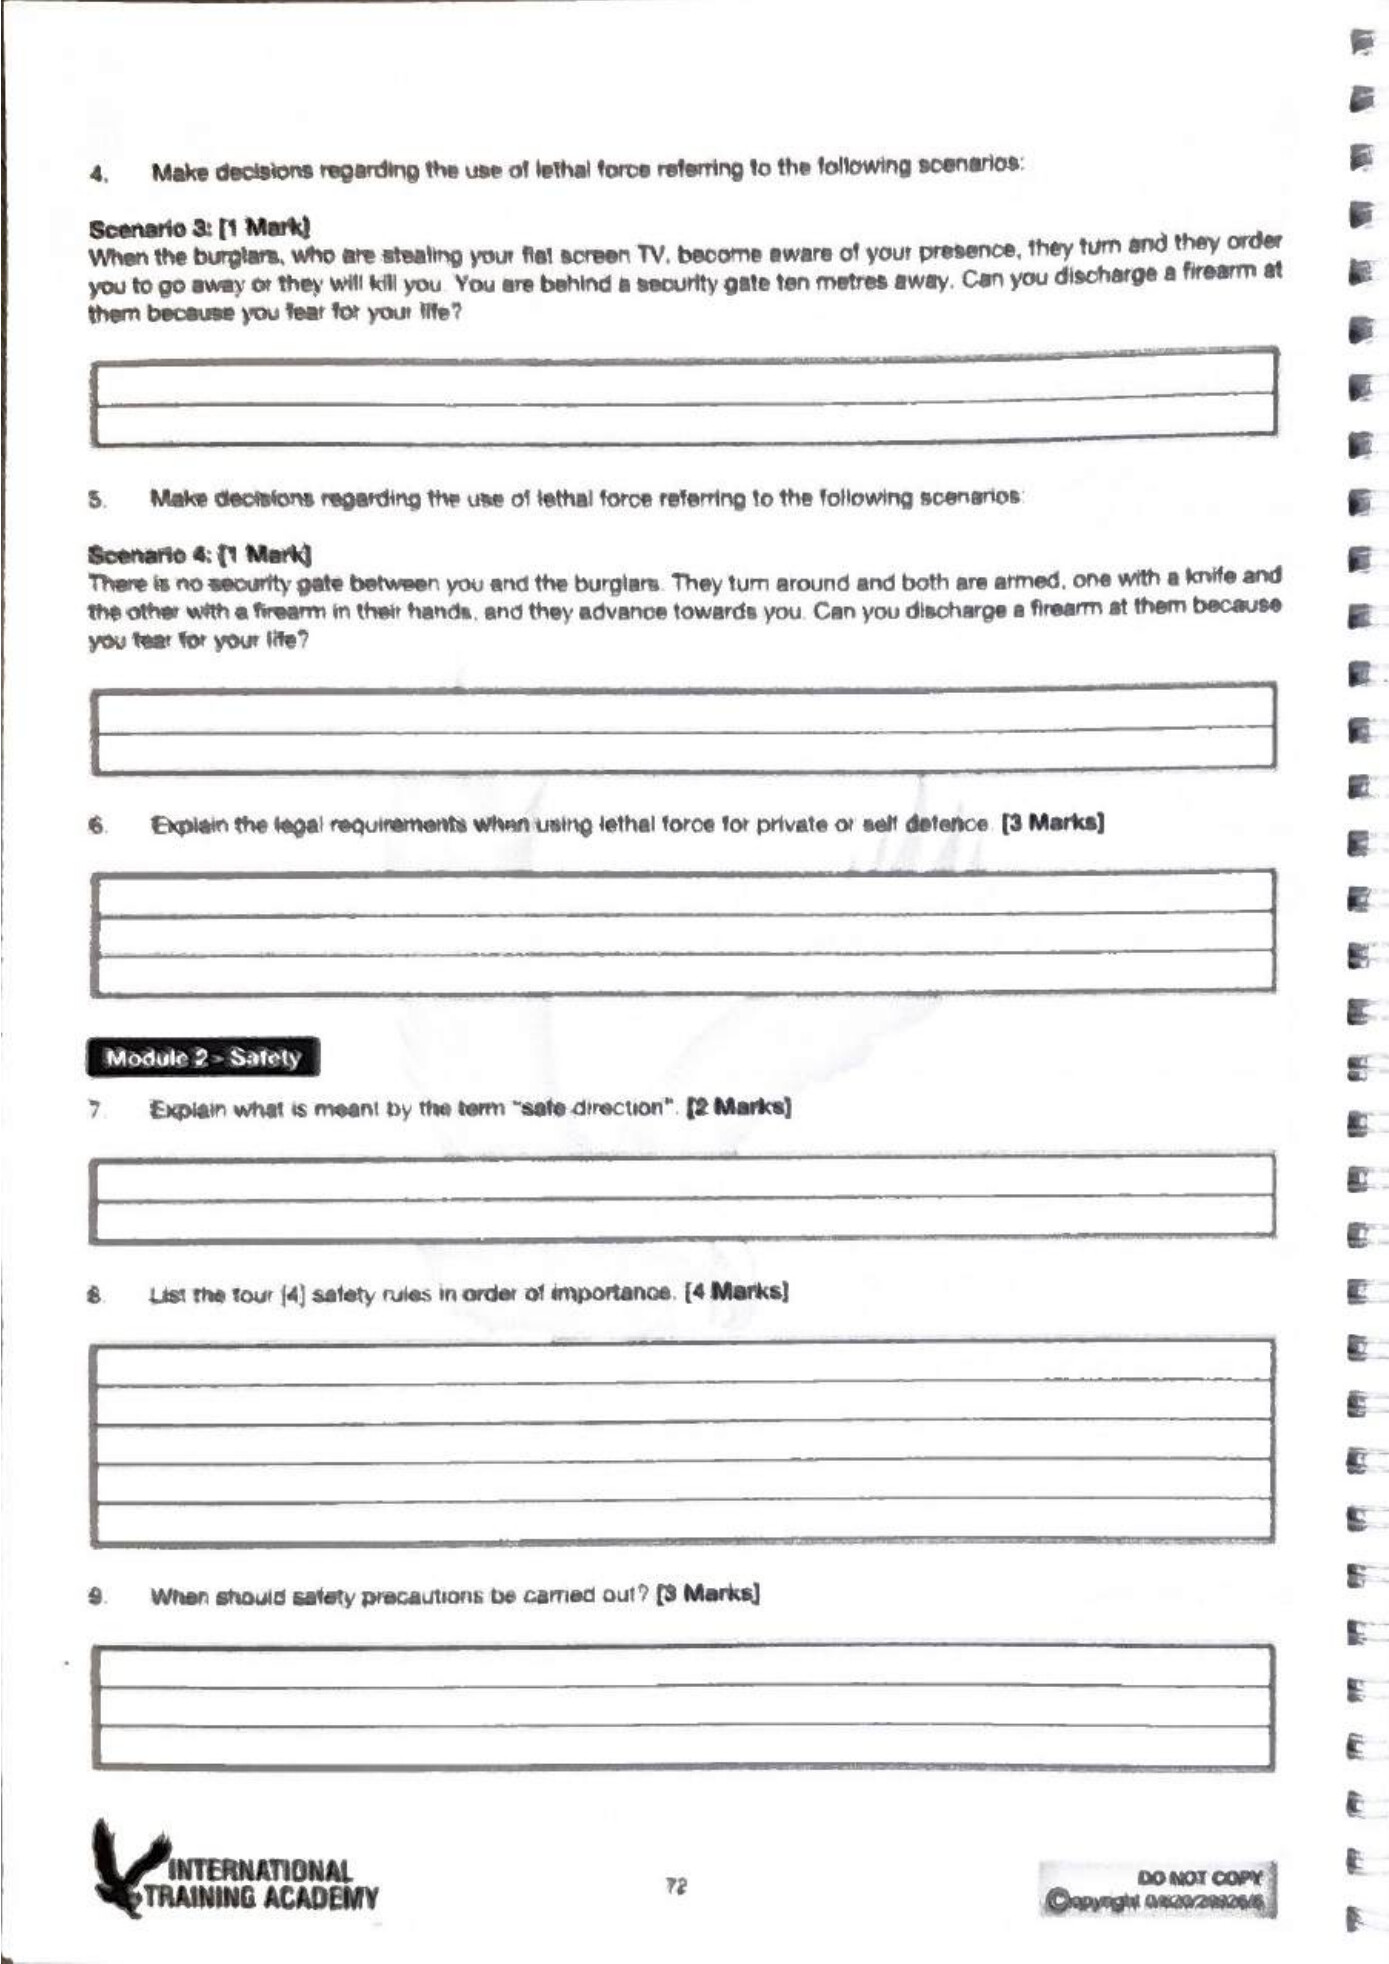 4. Make decisions regarding the use of lethal force referring to the following scenarios:
Scenario 3: [1 Mark]
When the burglars, who are stealing your flat screen TV, become aware of your presence, they turn and they order
you to go away or they will kill you. You are behind a security gate ten metres away. Can you discharge a firearm at
them because you fear for your life?
5. Make decisions regarding the use of lethal force referring to the following scenarios:
Scenario 4: [1 Mark]
There is no security gate between you and the burglars. They turn around and both are armed, one with a knife and
the other with a firearm in their hands, and they advance towards you. Can you discharge a firearm at them because
you fear for your life?
6. Explain the legal requirements when using lethal force for private or self defence. [3 Marks]
Module 2 - Safety
7. Explain what is meant by the term "safe direction". [2 Marks]
8. List the four [4] safety rules in order of importance. [4 Marks]
9. When should safety precautions be carried out? [3 Marks]
INTERNATIONAL
TRAINING ACADEMY
72
DO NOT COPY
©opyright